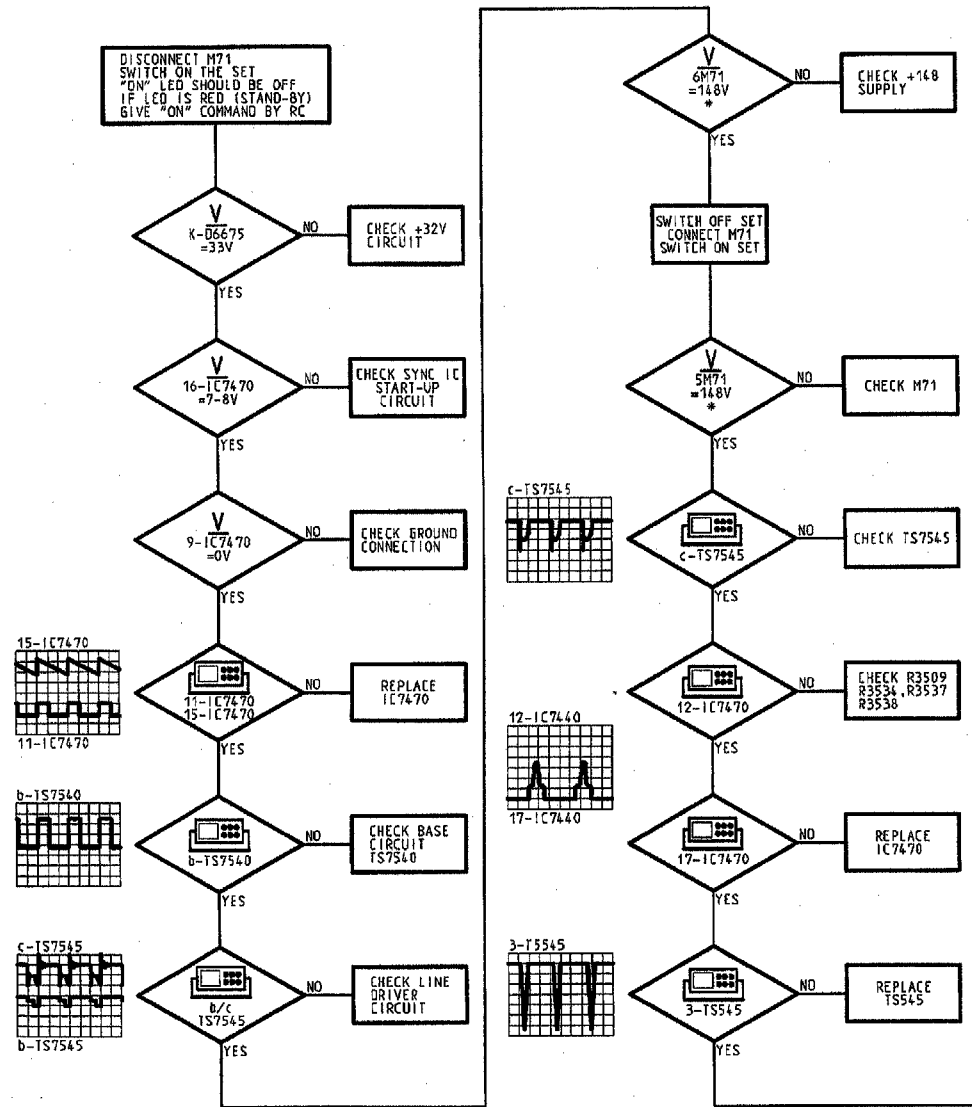 DISCONNECT M71
SWITCH ON THE SET
"ON" LED SHOULD BE OFF
IF LED IS RED (STAND-BY)
GIVE "ON" COMMAND BY RC
V
K-D6675
=33V
NO
CHECK +32V
CIRCUIT
YES
V
16-IC7470
=7-8V
NO
CHECK SYNC IC
START-UP
CIRCUIT
YES
V
9-IC7470
=0V
NO
CHECK GROUND
CONNECTION
YES
15-IC7470
11-IC7470
11-IC7470
15-IC7470
NO
REPLACE
IC7470
YES
b-TS7540
b-TS7540
NO
CHECK BASE
CIRCUIT
TS7540
YES
c-TS7545
b-TS7545
b/c
TS7545
NO
CHECK LINE
DRIVER
CIRCUIT
YES
V
6M71
=148V
*
NO
CHECK +148
SUPPLY
YES
SWITCH OFF SET
CONNECT M71
SWITCH ON SET
V
5M71
=148V
*
NO
CHECK M71
YES
c-TS7545
c-TS7545
NO
CHECK TS7545
YES
12-IC7470
NO
CHECK R3509
R3534,R3537
R3538
YES
12-IC7440
17-IC7440
17-IC7470
NO
REPLACE
IC7470
YES
3-T5545
3-TS545
NO
REPLACE
TS545
YES